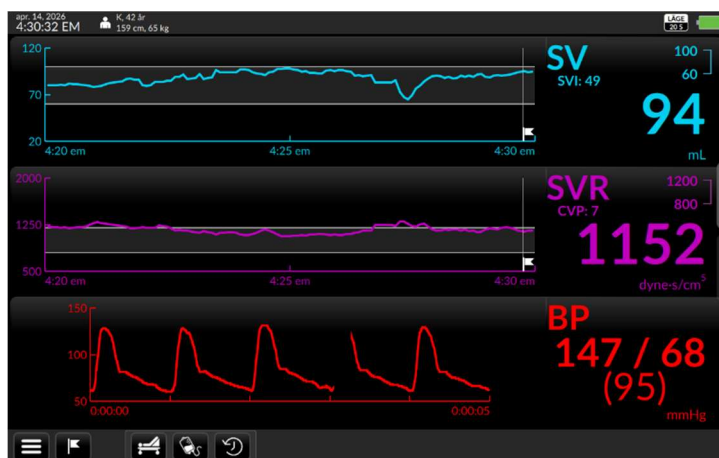 apr. 14, 2026
4:30:32 EM
K, 42 år
159 cm, 65 kg
LÄGE
20 S
120
70
20
4:20 em
4:25 em
4:30 em
SV
SVI: 49
100
60
94
mL
2000
1250
500
4:20 em
4:25 em
4:30 em
SVR
CVP: 7
1200
800
1152
dyne-s/cm⁵
150
100
50
0:00:00
0:00:05
BP
147 / 68
(95)
mmHg